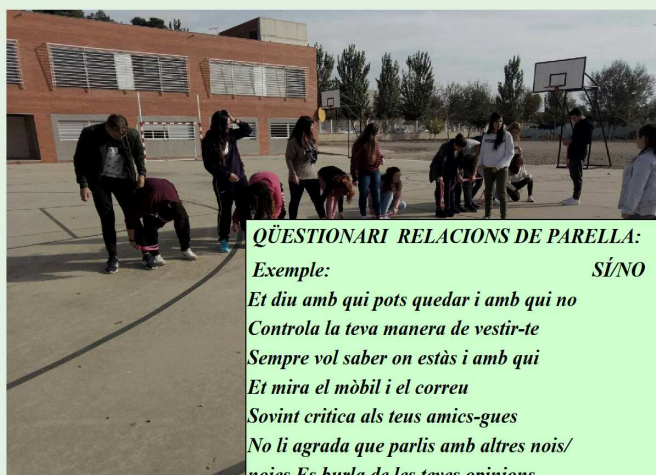 QÜESTIONARI RELACIONS DE PARELLA:
Exemple: SÍ/NO
Et diu amb qui pots quedar i amb qui no
Controla la teva manera de vestir-te
Sempre vol saber on estàs i amb qui
Et mira el mòbil i el correu
Sovint critica als teus amics-gues
No li agrada que parlis amb altres nois/
noies Es burla de les teves opinions